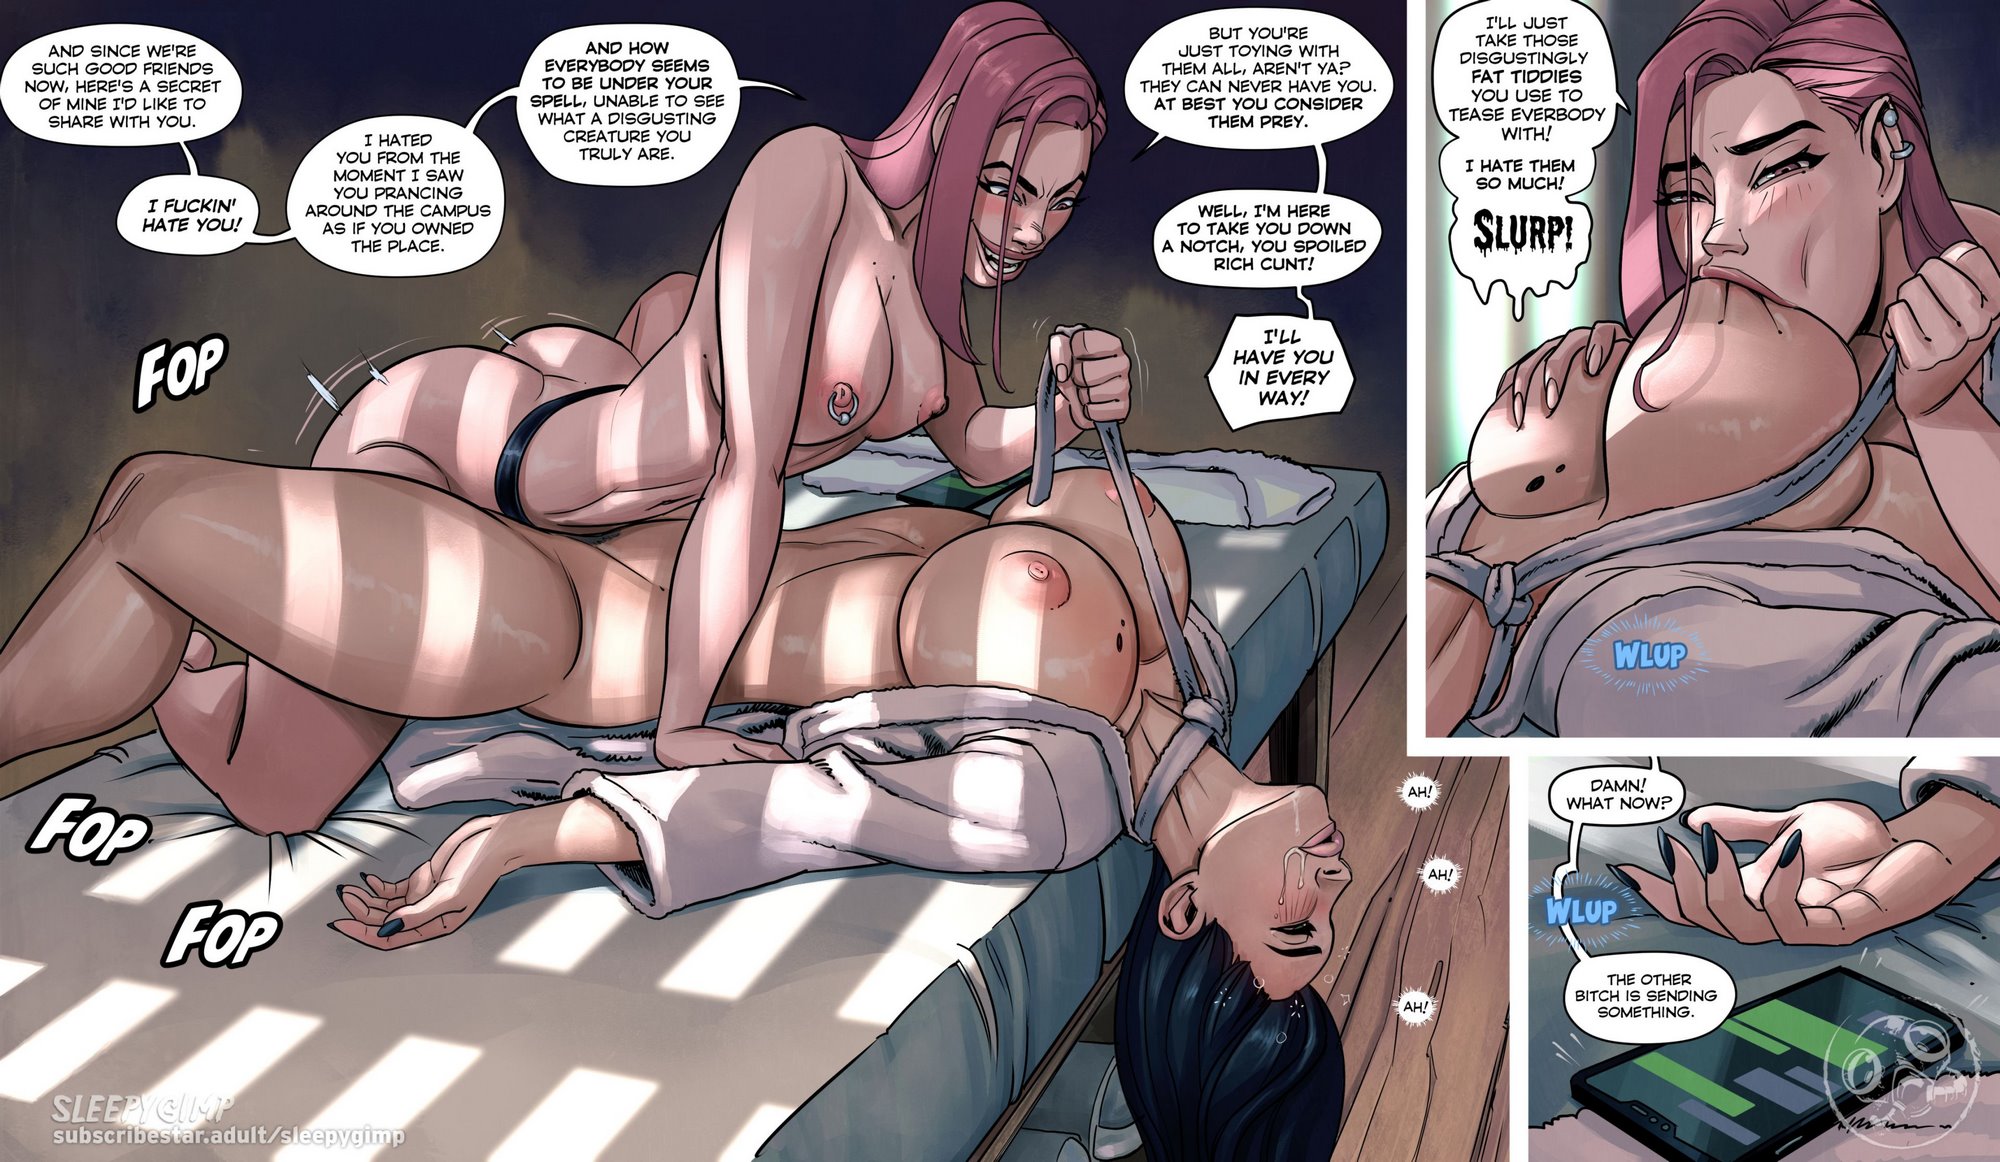 AND SINCE WE'RE
SUCH GOOD FRIENDS
NOW, HERE'S A SECRET
OF MINE I'D LIKE TO
SHARE WITH YOU.
I FUCKIN'
HATE YOU!
I HATED
YOU FROM THE
MOMENT I SAW
YOU PRANCING
AROUND THE CAMPUS
AS IF YOU OWNED
THE PLACE.
AND HOW
EVERYBODY SEEMS
TO BE UNDER YOUR
SPELL, UNABLE TO SEE
WHAT A DISGUSTING
CREATURE YOU
TRULY ARE.
BUT YOU'RE
JUST TOYING WITH
THEM ALL, AREN'T YA?
THEY CAN NEVER HAVE YOU.
AT BEST YOU CONSIDER
THEM PREY.
WELL, I'M HERE
TO TAKE YOU DOWN
A NOTCH, YOU SPOILED
RICH CUNT!
I'LL
HAVE YOU
IN EVERY
WAY!
FOP
FOP
FOP
AH!
AH!
AH!
SLEEPYGIMP
subscribestar.adult/sleepygimp
I'LL JUST
TAKE THOSE
DISGUSTINGLY
FAT TIDDIES
YOU USE TO
TEASE EVERBODY
WITH!
I HATE THEM
SO MUCH!
SLURP!
WLUP
DAMN!
WHAT NOW?
WLUP
THE OTHER
BITCH IS SENDING
SOMETHING.